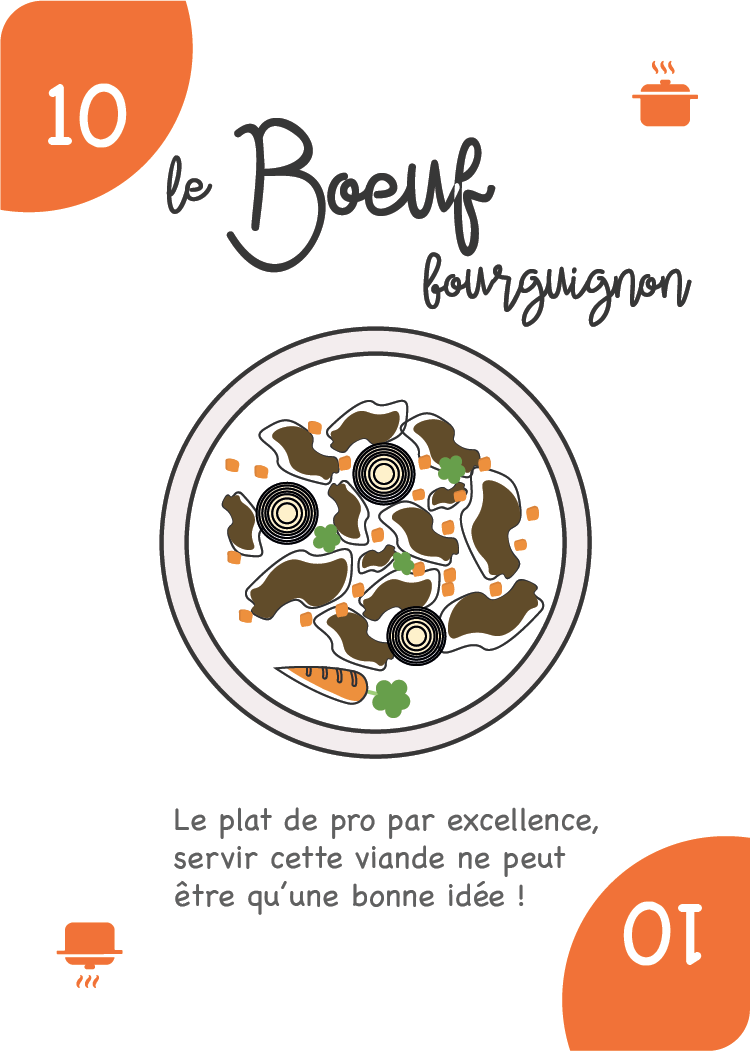 10
le Boeuf
bourguignon
Le plat de pro par excellence,
servir cette viande ne peut
être qu'une bonne idée !
10